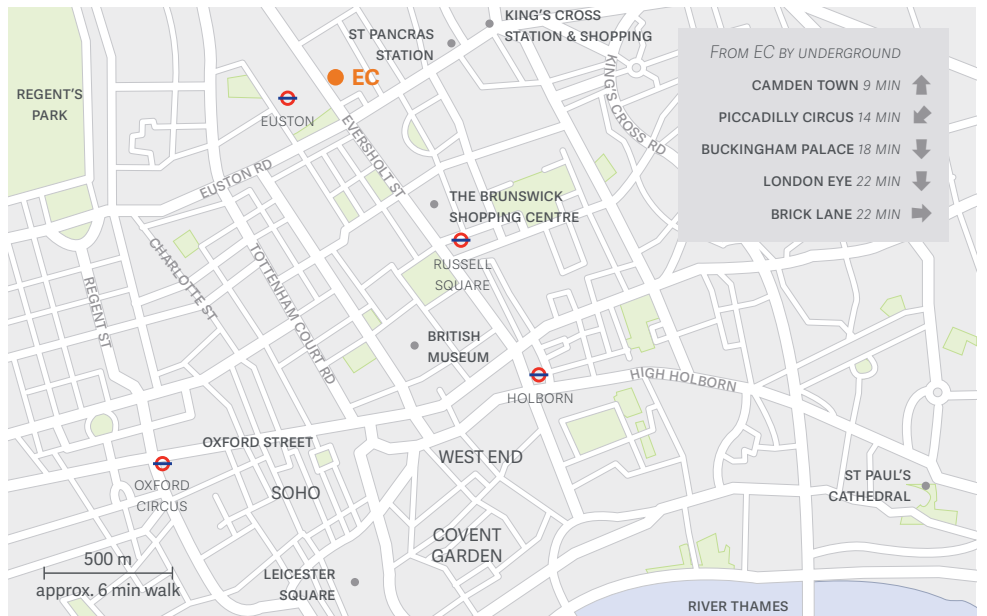 KING'S CROSS
STATION & SHOPPING
ST PANCRAS
STATION
FROM EC BY UNDERGROUND
CAMDEN TOWN 9 MIN
PICCADILLY CIRCUS 14 MIN
BUCKINGHAM PALACE 18 MIN
LONDON EYE 22 MIN
BRICK LANE 22 MIN
EC
REGENT'S
PARK
EUSTON
KING'S CROSS RD
EVERSHOLT ST
EUSTON RD
THE BRUNSWICK
SHOPPING CENTRE
RUSSELL
SQUARE
CHARLOTTE ST
TOTTENHAM COURT RD
REGENT ST
BRITISH
MUSEUM
HIGH HOLBORN
HOLBORN
OXFORD STREET
WEST END
OXFORD
CIRCUS
SOHO
ST PAUL'S
CATHEDRAL
COVENT
GARDEN
500 m
approx. 6 min walk
LEICESTER
SQUARE
RIVER THAMES